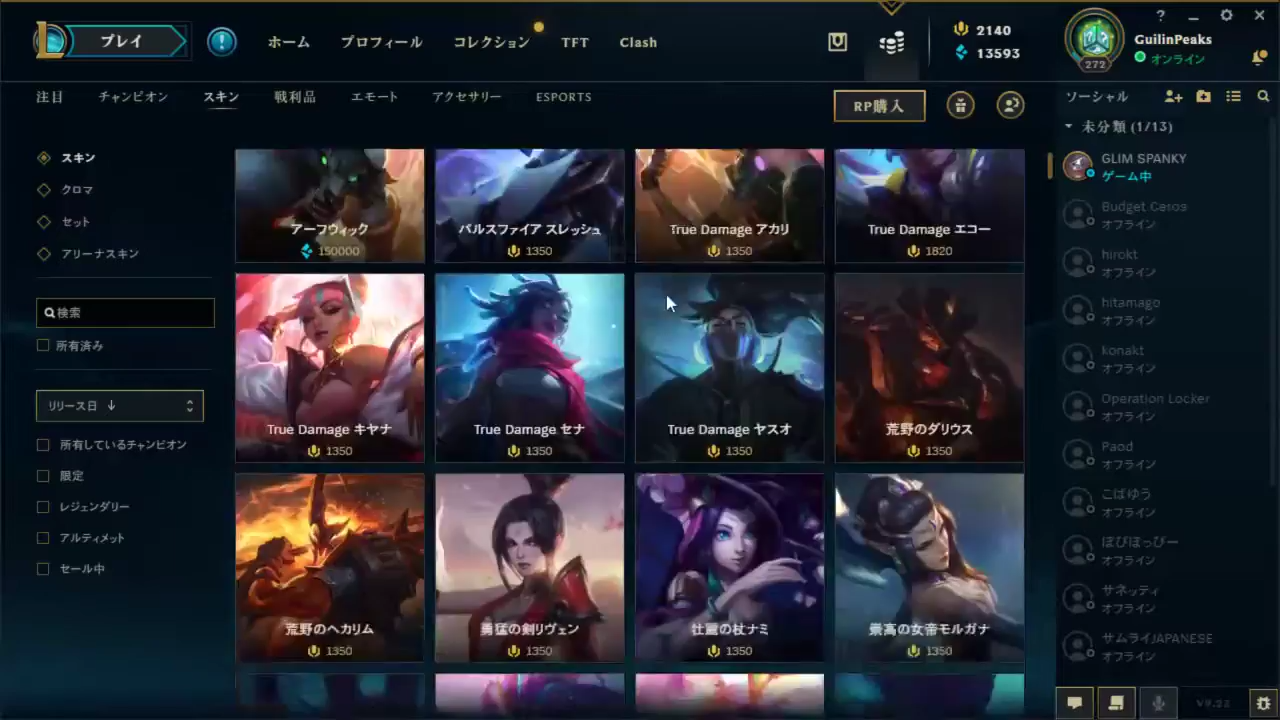 プレイ
ホーム
プロフィール
コレクション
TFT
Clash
2140
13593
?
272
GuilinPeaks
オンライン
注目
チャンピオン
スキン
戦利品
エモート
アクセサリー
ESPORTS
RP購入
ソーシャル
未分類 (1/13)
スキン
クロマ
セット
アリーナスキン
検索
所有済み
リリース日 ↓
所有しているチャンピオン
限定
レジェンダリー
アルティメット
セール中
アーフウィック
150000
パルスファイア スレッシュ
1350
True Damage アカリ
1350
True Damage エコー
1820
True Damage キヤナ
1350
True Damage セナ
1350
True Damage ヤスオ
1350
荒野のダリウス
1350
荒野のヘカリム
1350
勇猛の剣リヴェン
1350
壮麗の杖ナミ
1350
崇高の女帝モルガナ
1350
GLIM SPANKY
ゲーム中
Budget Ceros
オフライン
hirokt
オフライン
hitamago
オフライン
konakt
オフライン
Operation Locker
オフライン
Paod
オフライン
こばゆう
オフライン
オフライン
サネッティ
オフライン
サムライJAPANESE
オフライン
V9.22